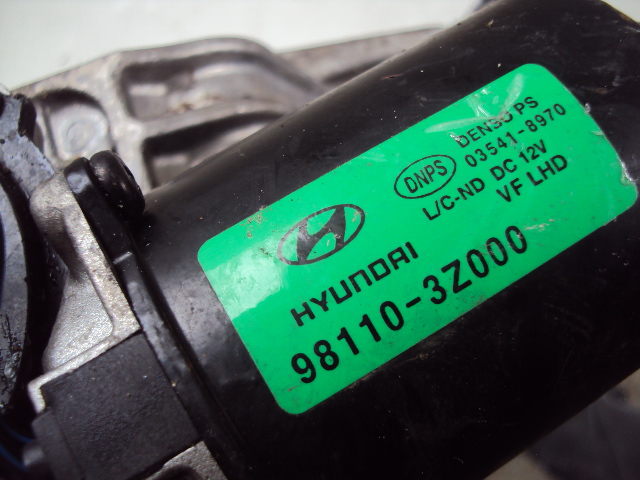 DENSO PS
03541-8970
DNPS
L/C-ND DC 12V
VF LHD
HYUNDAI
98110-3Z000